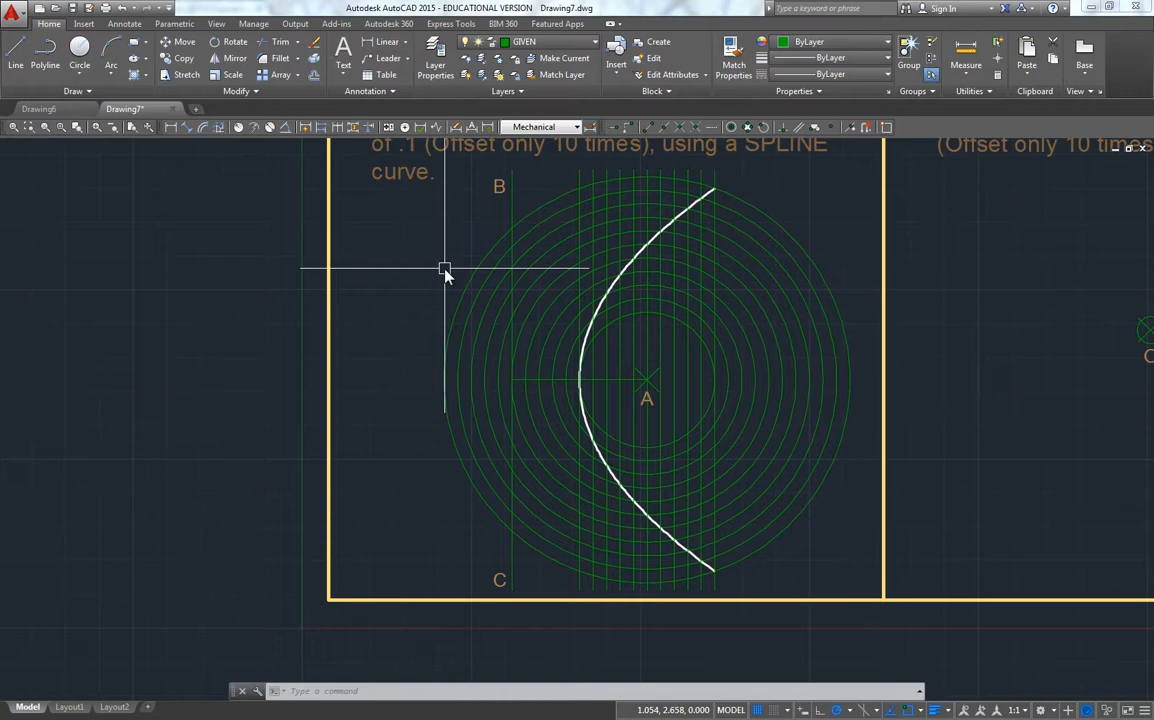 Autodesk AutoCAD 2015 - EDUCATIONAL VERSION Drawing7.dwg
Type a keyword or phrase
Sign In
Home Insert Annotate Parametric View Manage Output Add-ins Autodesk 360 Express Tools BIM 360 Featured Apps
Line Polyline Circle Arc
Move Rotate Trim
Copy Mirror Fillet
Stretch Scale Array
Text
Linear
Leader
Table
Layer
Properties
GIVEN
Make Current
Match Layer
Insert
Create
Edit
Edit Attributes
Match
Properties
ByLayer
ByLayer
ByLayer
Group
Measure
Paste
Base
Draw Modify Annotation Layers Block Properties Groups Utilities Clipboard View
Drawing6 Drawing7*
Mechanical
of .1 (Offset only 10 times), using a SPLINE
curve.
(Offset only 10 times
B
A
C
Type a command
Model Layout1 Layout2
1.054, 2.658, 0.000 MODEL 1:1